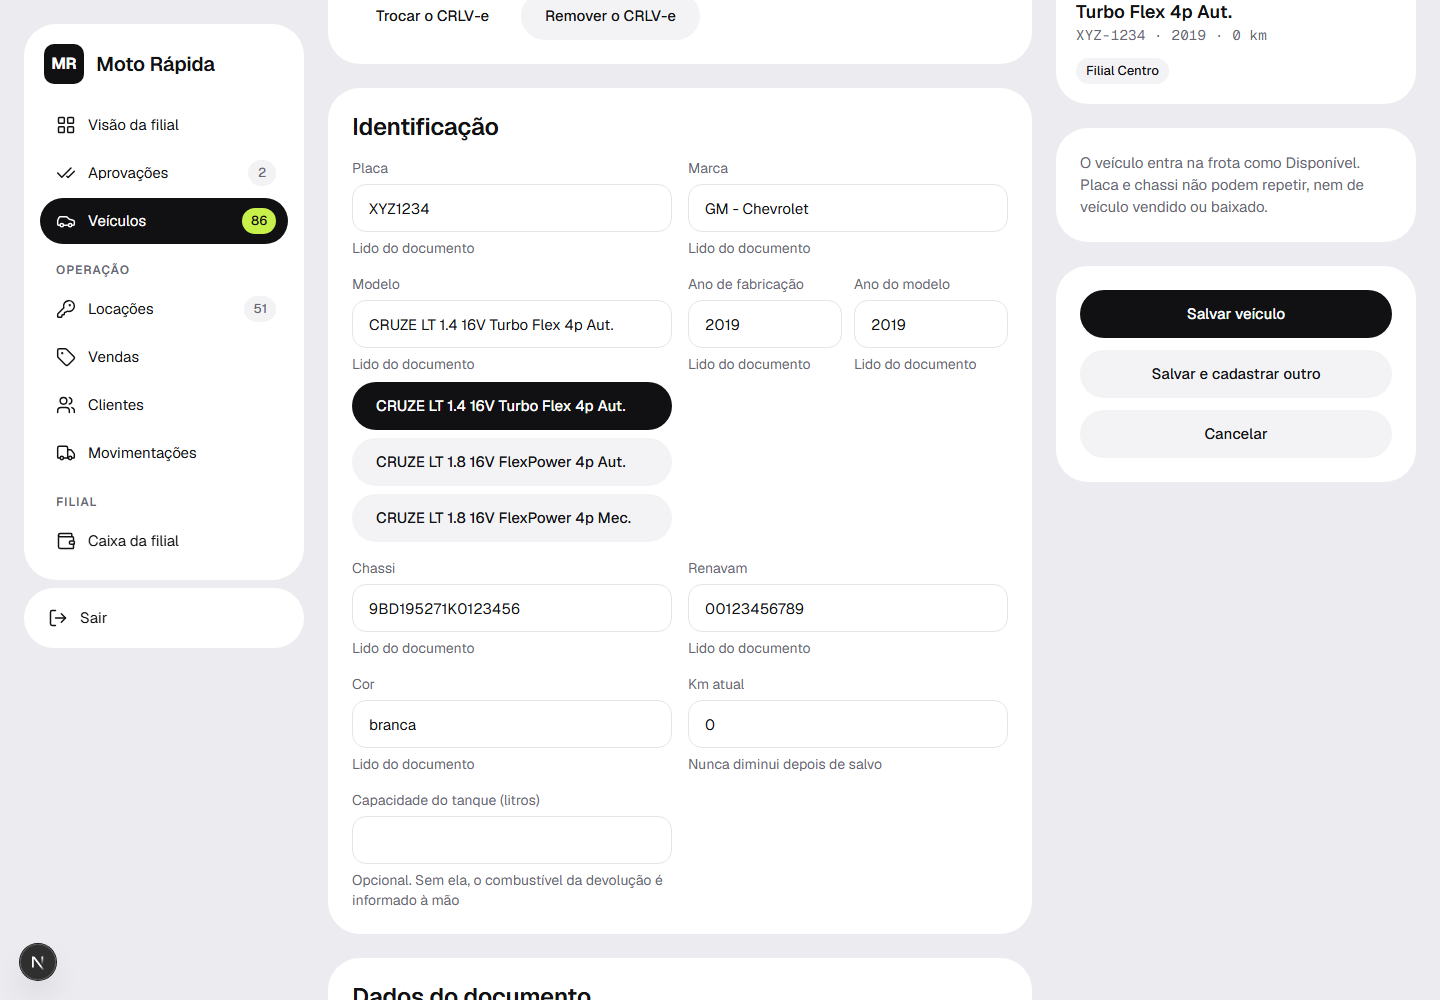 MR
Moto Rápida
Visão da filial
Aprovações
2
Veículos
86
OPERAÇÃO
Locações
51
Vendas
Clientes
Movimentações
FILIAL
Caixa da filial
Sair
N
Trocar o CRLV-e
Remover o CRLV-e
Identificação
Placa
Marca
XYZ1234
GM - Chevrolet
Lido do documento
Lido do documento
Modelo
Ano de fabricação
Ano do modelo
CRUZE LT 1.4 16V Turbo Flex 4p Aut.
2019
2019
Lido do documento
Lido do documento
Lido do documento
CRUZE LT 1.4 16V Turbo Flex 4p Aut.
CRUZE LT 1.8 16V FlexPower 4p Aut.
CRUZE LT 1.8 16V FlexPower 4p Mec.
Chassi
Renavam
9BD195271K0123456
00123456789
Lido do documento
Lido do documento
Cor
Km atual
branca
0
Lido do documento
Nunca diminui depois de salvo
Capacidade do tanque (litros)
Opcional. Sem ela, o combustível da devolução é
informado à mão
Dados do documento
Turbo Flex 4p Aut.
XYZ-1234 · 2019 · 0 km
Filial Centro
O veículo entra na frota como Disponível.
Placa e chassi não podem repetir, nem de
veículo vendido ou baixado.
Salvar veículo
Salvar e cadastrar outro
Cancelar